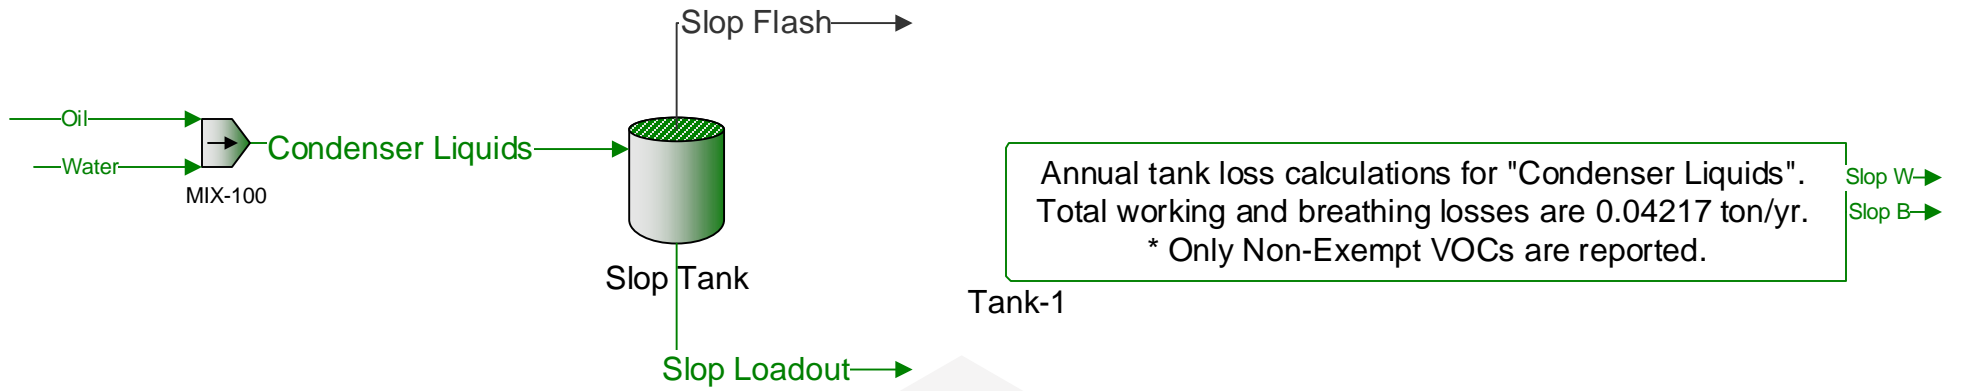 Slop Flash
Oil
Water
MIX-100
Condenser Liquids
Slop Tank
Slop Loadout
Annual tank loss calculations for "Condenser Liquids".
Total working and breathing losses are 0.04217 ton/yr.
* Only Non-Exempt VOCs are reported.
Tank-1
Slop W
Slop B